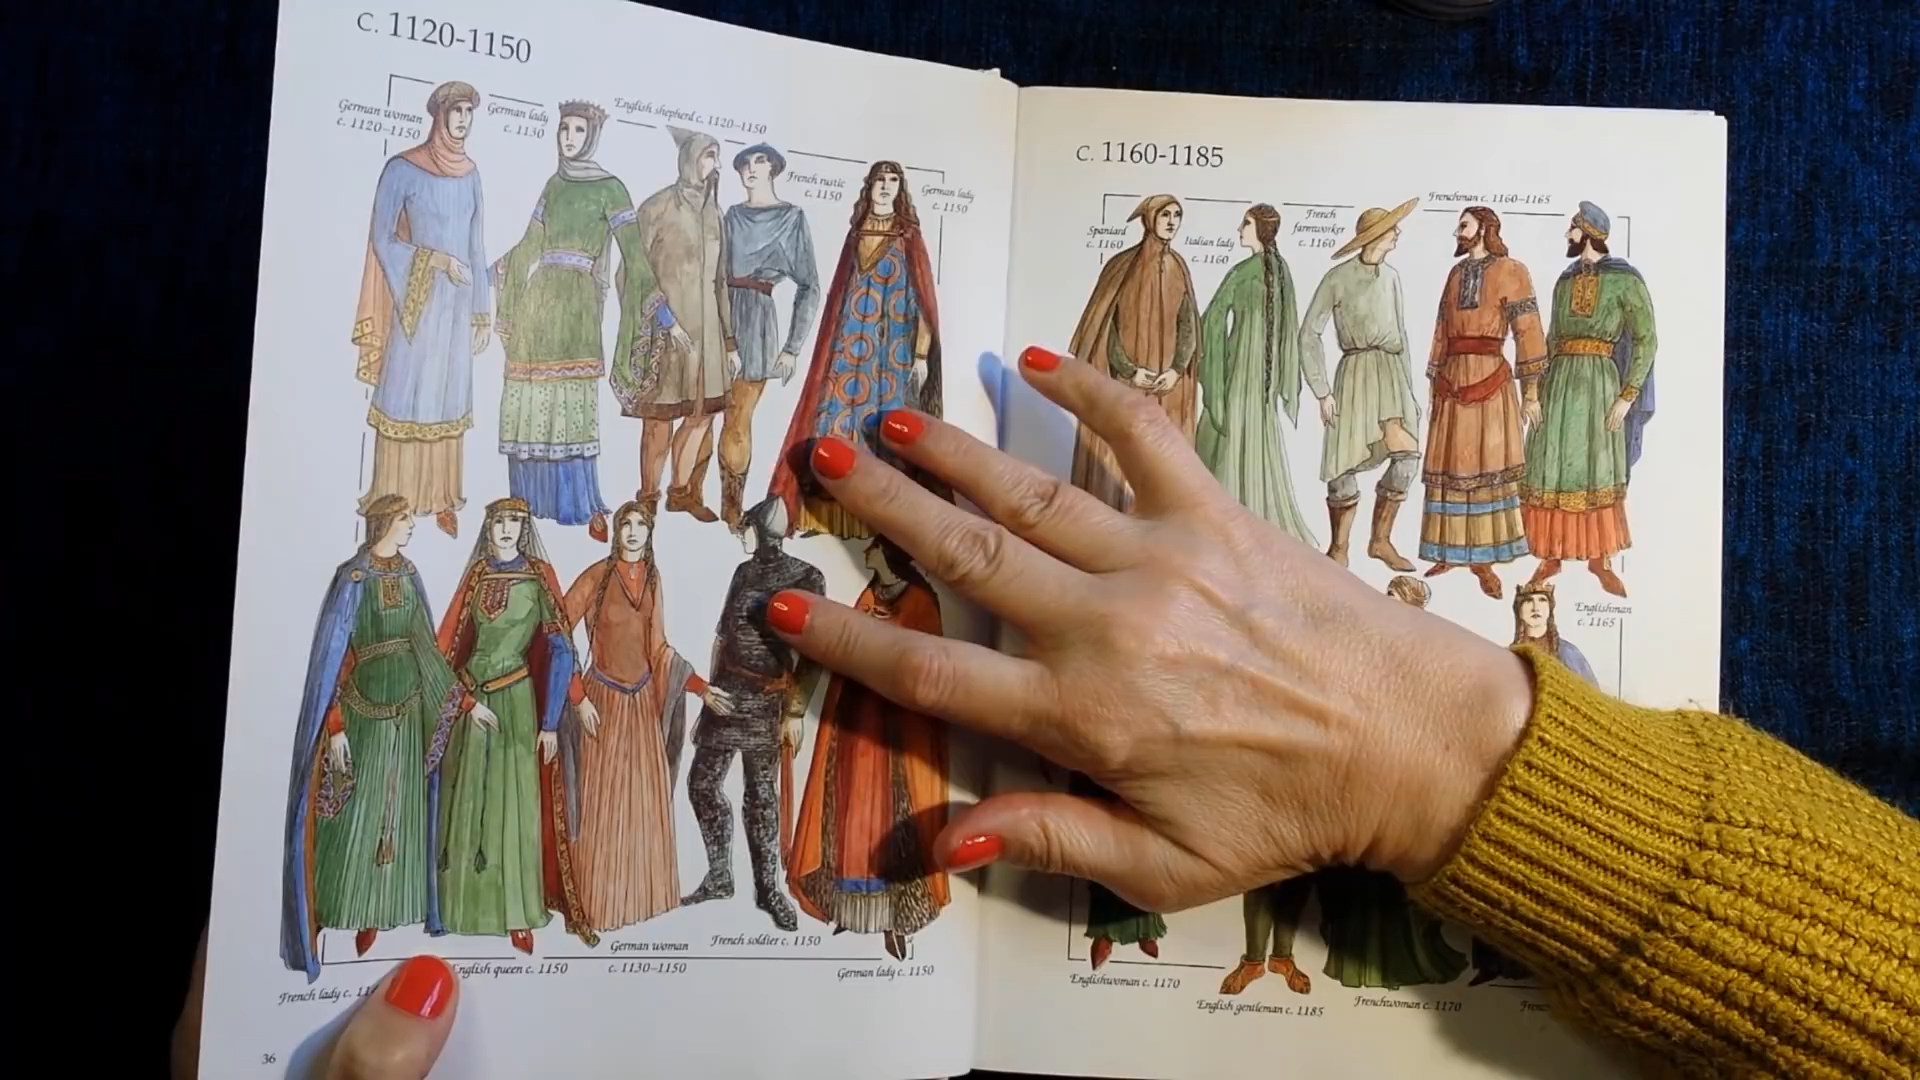 C. 1120-1150
German woman
c. 1120–1150
German lady
c. 1130
English shepherd c. 1120–1150
French rustic
c. 1150
German lady
c. 1150
French lady c.
English queen c. 1150
German woman
c. 1130–1150
French soldier c. 1150
German lady c. 1150
36
C. 1160-1185
Spaniard
c. 1160
Italian lady
c. 1160
French
farmworker
c. 1160
Frenchman c. 1160–1165
Englishman
c. 1165
Englishwoman c. 1170
English gentleman c. 1185
Frenchwoman c. 1170